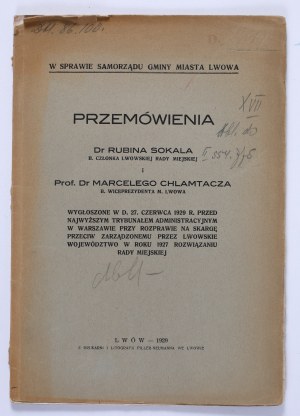 W SPRAWIE SAMORZĄDU GMINY MIASTA LWOWA
PRZEMÓWIENIA
Dr RUBINA SOKALA
B. CZŁONKA LWOWSKIEJ RADY MIEJSKIEJ
i
Prof. Dr MARCELEGO CHLAMTACZA
B. WICEPREZYDENTA M. LWOWA
WYGŁOSZONE W D. 27. CZERWCA 1929 R. PRZED
NAJWYŻSZYM TRYBUNAŁEM ADMINISTRACYJNYM
W WARSZAWIE PRZY ROZPRAWIE NA SKARGĘ
PRZECIW ZARZĄDZONEMU PRZEZ LWOWSKIE
WOJEWÓDZTWO W ROKU 1927 ROZWIĄZANIU
RADY MIEJSKIEJ
LWÓW — 1929